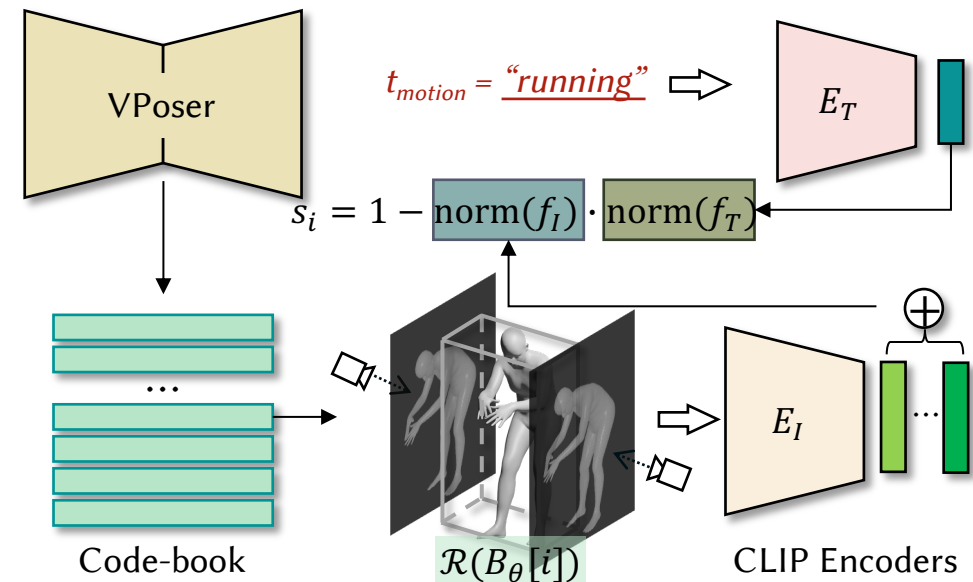 VPoser
t_motion = “running”
E_T
s_i = 1 − norm(f_I) · norm(f_T)
...
...
E_I
Code-book
ℛ(B_θ[i])
CLIP Encoders